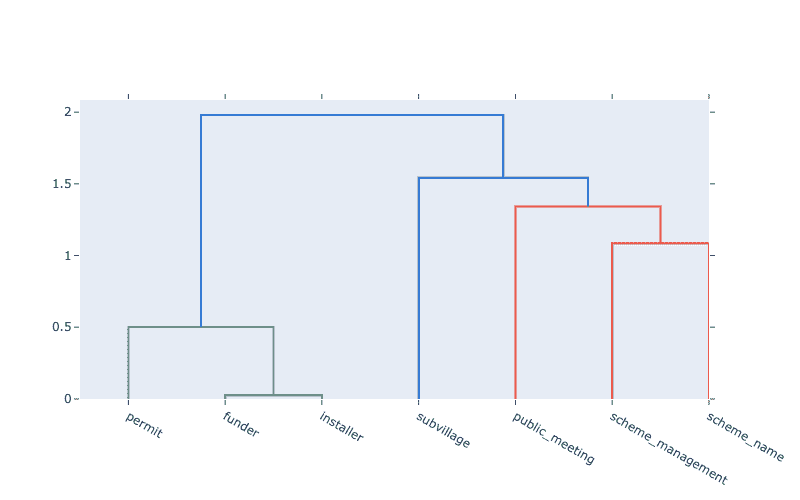 2
1.5
1
0.5
0
permit
funder
installer
subvillage
public_meeting
scheme_management
scheme_name